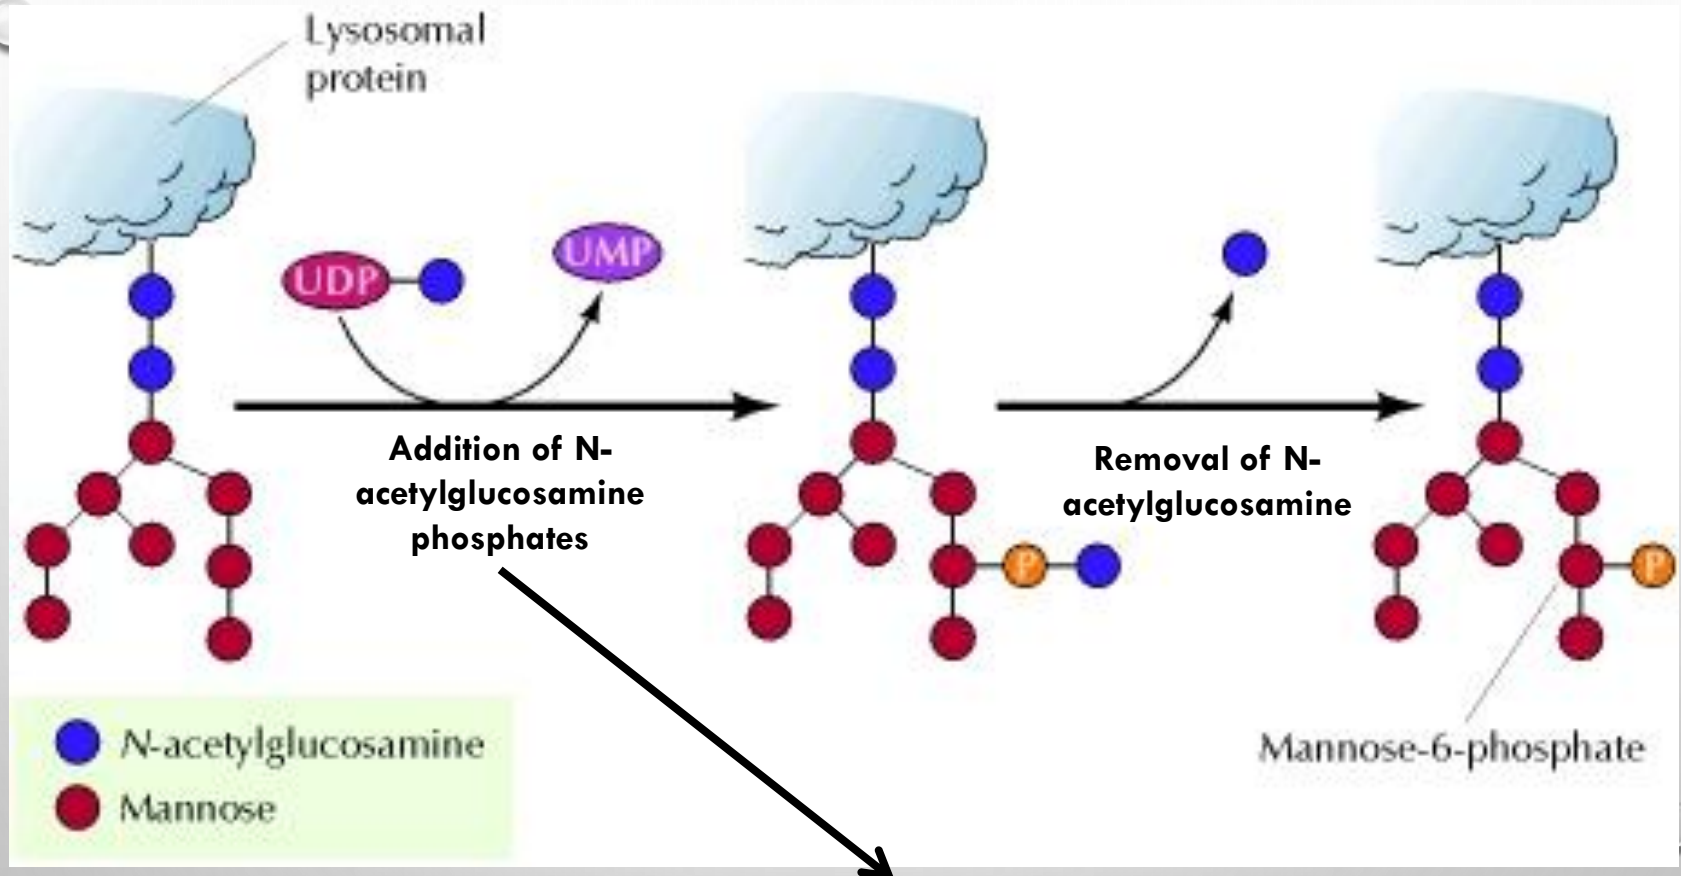 Lysosomal
protein
UDP
UMP
Addition of N-
acetylglucosamine
phosphates
Removal of N-
acetylglucosamine
P
P
N-acetylglucosamine
Mannose
Mannose-6-phosphate